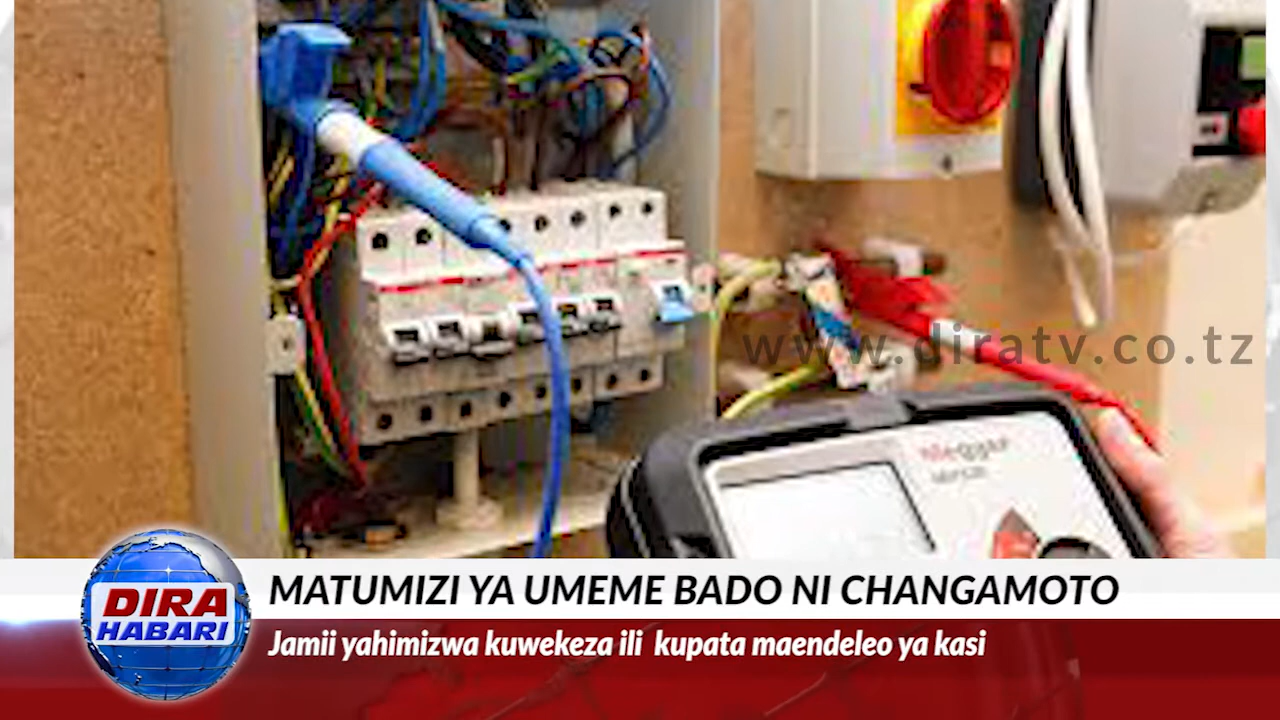 www.diratv.co.tz
megger
DIRA
HABARI
MATUMIZI YA UMEME BADO NI CHANGAMOTO
Jamii yahimizwa kuwekeza ili kupata maendeleo ya kasi